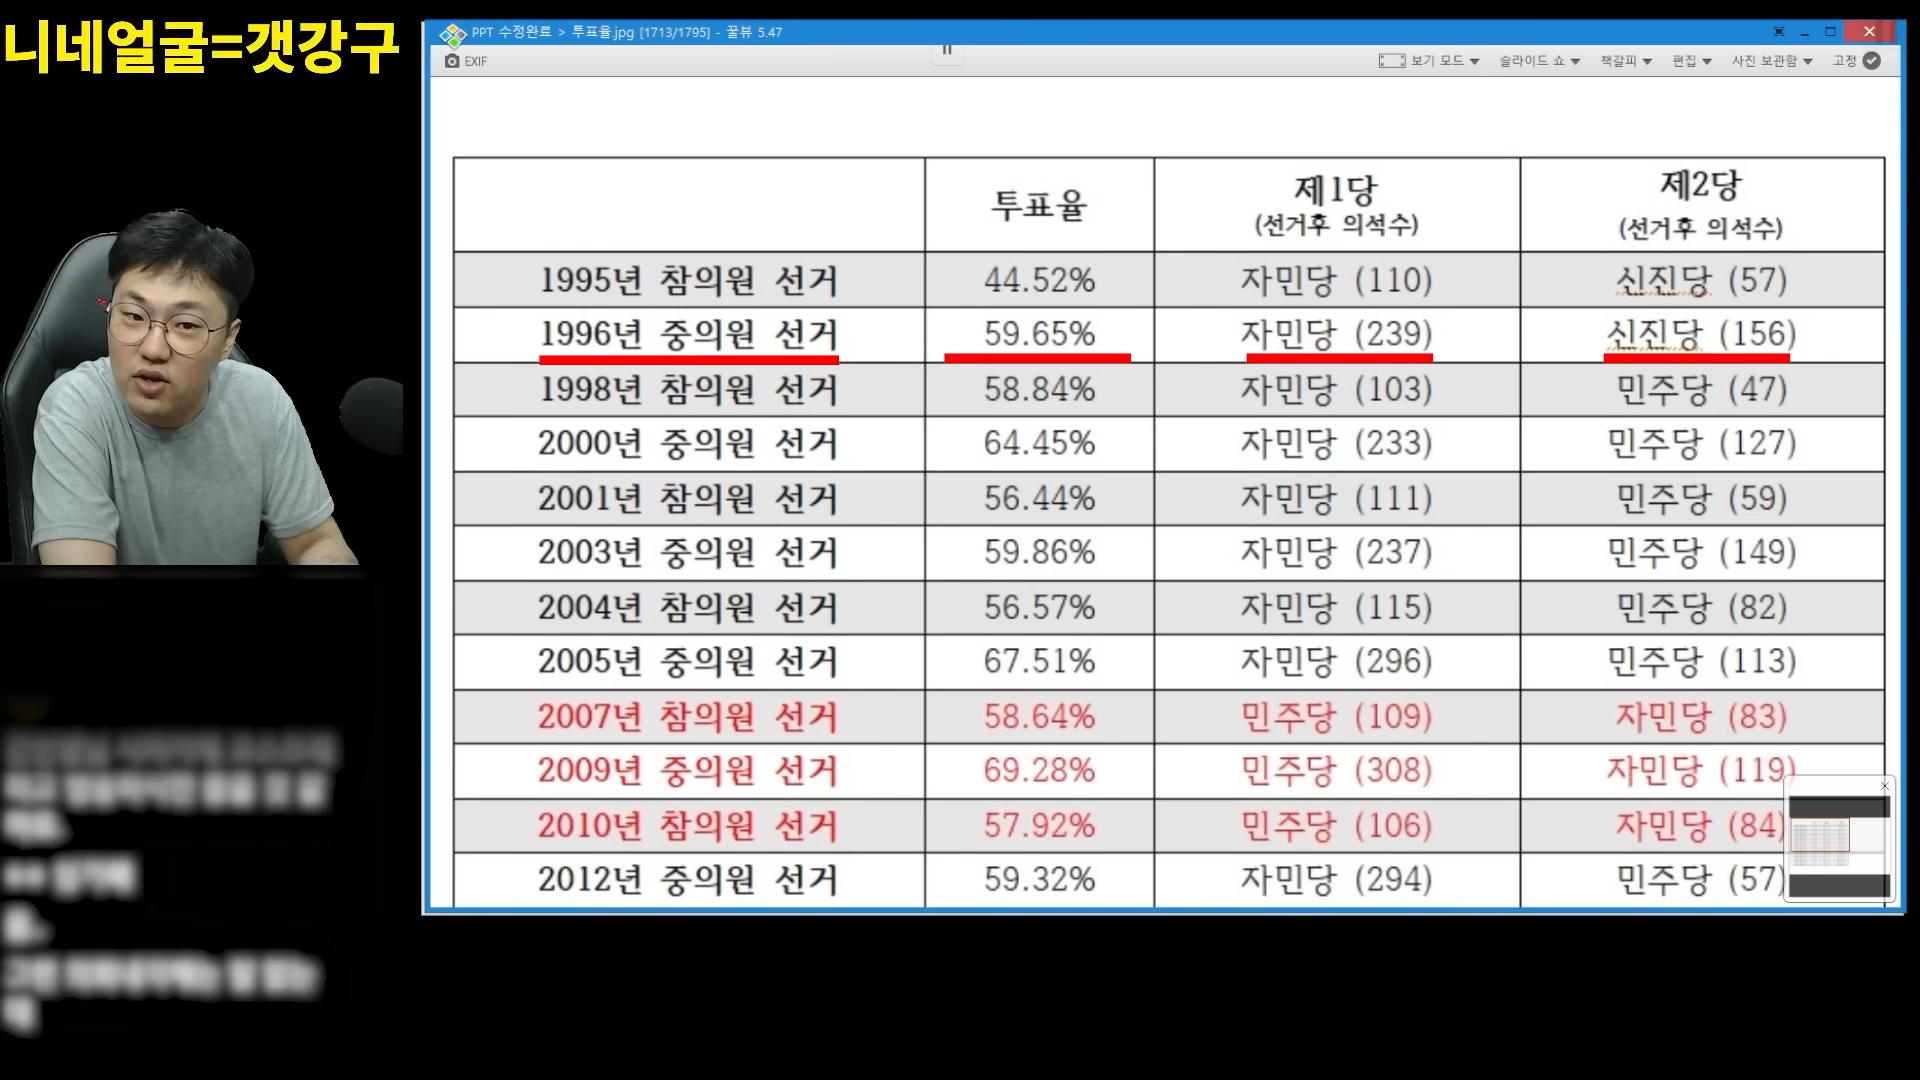 니네얼굴=갯강구
PPT 수정완료 > 투표율.jpg [1713/1795] - 꿀뷰 5.47
EXIF
보기 모드 슬라이드 쇼 책갈피 편집 사진 보관함 고정
투표율 제1당 (선거후 의석수) 제2당 (선거후 의석수)
1995년 참의원 선거 44.52% 자민당 (110) 신진당 (57)
1996년 중의원 선거 59.65% 자민당 (239) 신진당 (156)
1998년 참의원 선거 58.84% 자민당 (103) 민주당 (47)
2000년 중의원 선거 64.45% 자민당 (233) 민주당 (127)
2001년 참의원 선거 56.44% 자민당 (111) 민주당 (59)
2003년 중의원 선거 59.86% 자민당 (237) 민주당 (149)
2004년 참의원 선거 56.57% 자민당 (115) 민주당 (82)
2005년 중의원 선거 67.51% 자민당 (296) 민주당 (113)
2007년 참의원 선거 58.64% 민주당 (109) 자민당 (83)
2009년 중의원 선거 69.28% 민주당 (308) 자민당 (119)
2010년 참의원 선거 57.92% 민주당 (106) 자민당 (84)
2012년 중의원 선거 59.32% 자민당 (294) 민주당 (57)